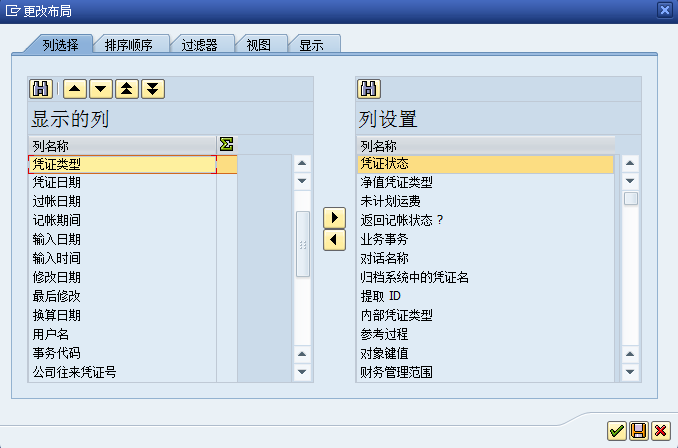 更改布局
列选择 排序顺序 过滤器 视图 显示
显示的列
列名称
凭证类型
凭证日期
过帐日期
记帐期间
输入日期
输入时间
修改日期
最后修改
换算日期
用户名
事务代码
公司往来凭证号
列设置
列名称
凭证状态
净值凭证类型
未计划运费
返回记帐状态？
业务事务
对话名称
归档系统中的凭证名
提取 ID
内部凭证类型
参考过程
对象键值
财务管理范围